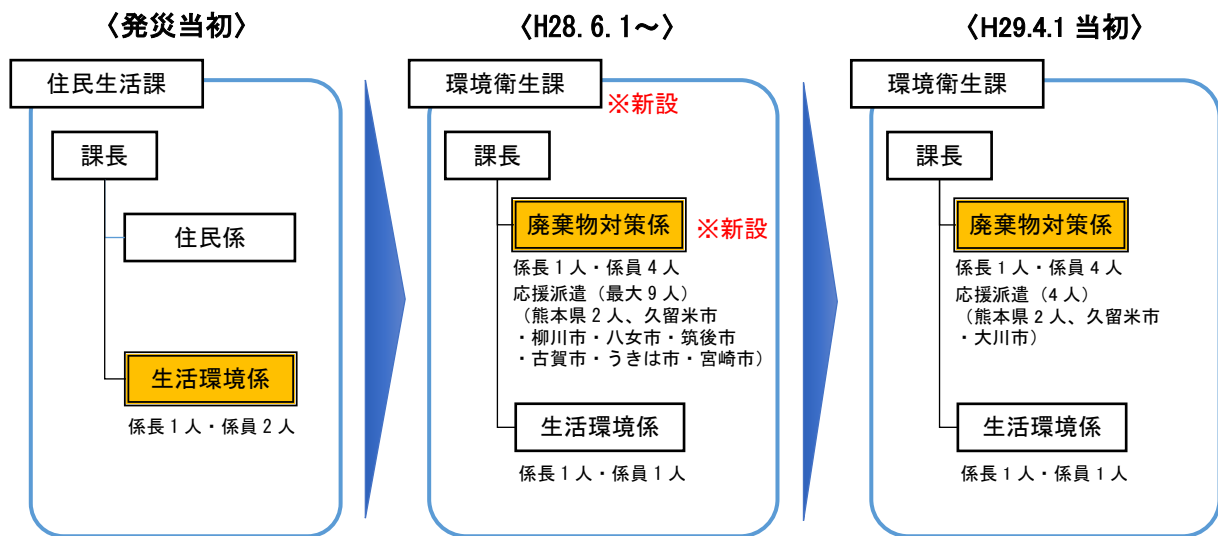 〈発災当初〉
住民生活課
課長
住民係
生活環境係
係長1人・係員2人
〈H28.6.1～〉
環境衛生課
※新設
課長
廃棄物対策係
※新設
係長1人・係員4人
応援派遣(最大9人)
(熊本県2人、久留米市
・柳川市・八女市・筑後市
・古賀市・うきは市・宮崎市)
生活環境係
係長1人・係員1人
〈H29.4.1当初〉
環境衛生課
課長
廃棄物対策係
係長1人・係員4人
応援派遣(4人)
(熊本県2人、久留米市
・大川市)
生活環境係
係長1人・係員1人